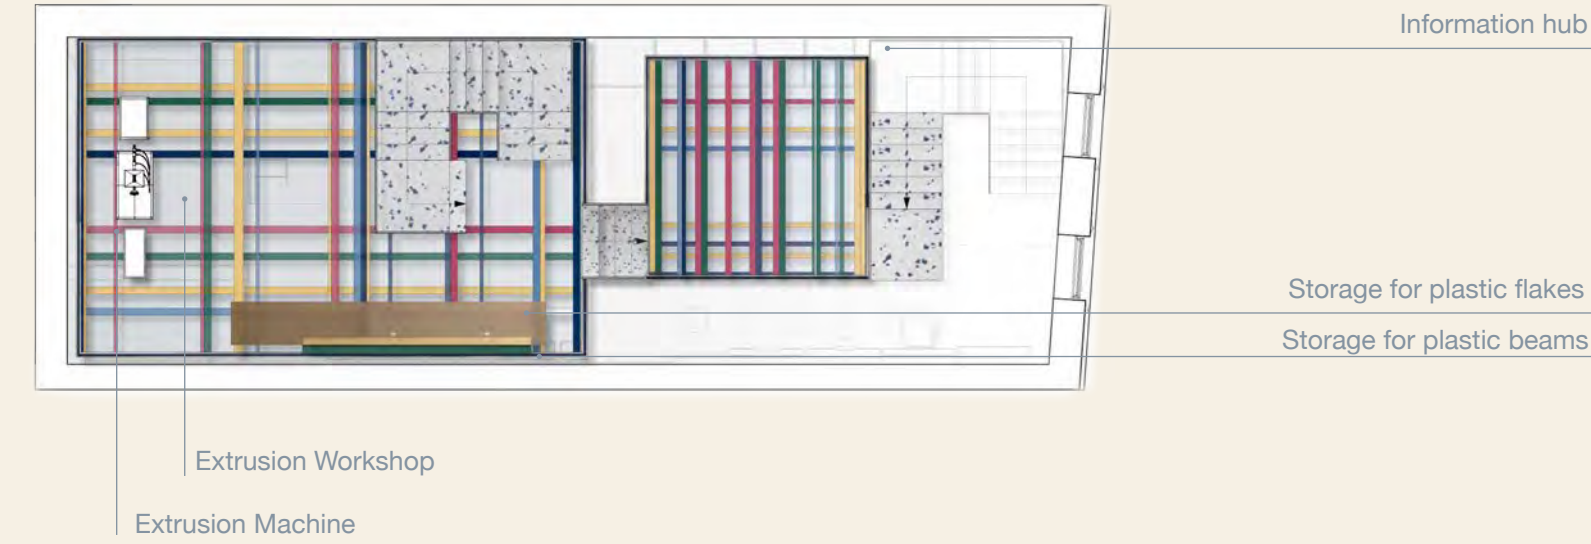 Information hub
Storage for plastic flakes
Storage for plastic beams
Extrusion Workshop
Extrusion Machine